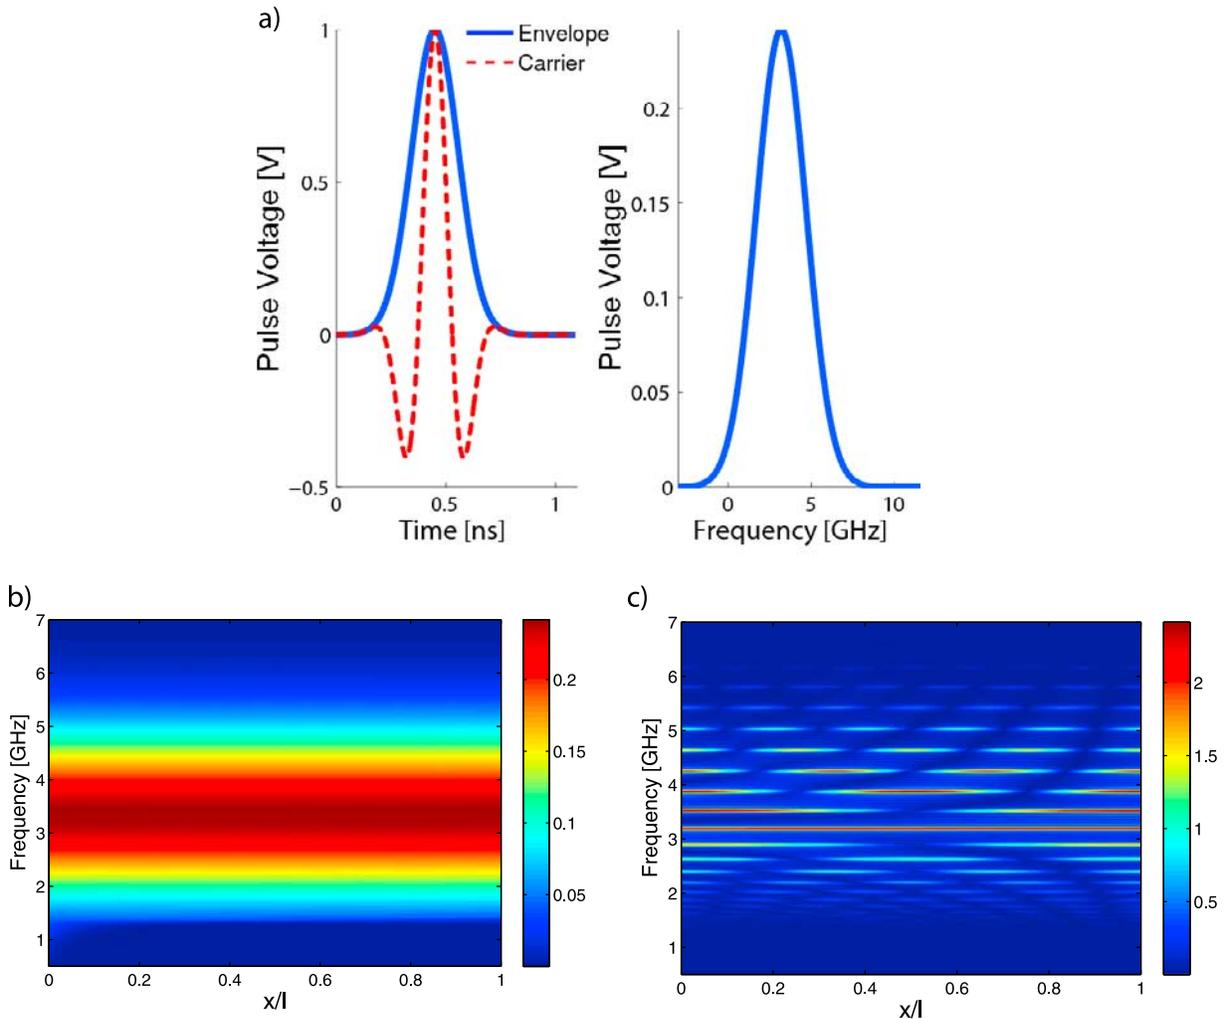 a)
Envelope
Carrier
Pulse Voltage [V]
1
0.5
0
−0.5
0 0.5 1
Time [ns]
Pulse Voltage [V]
0.2
0.15
0.1
0.05
0
0 5 10
Frequency [GHz]
b)
Frequency [GHz]
7
6
5
4
3
2
1
0 0.2 0.4 0.6 0.8 1
x/l
0.2
0.15
0.1
0.05
c)
Frequency [GHz]
7
6
5
4
3
2
1
0 0.2 0.4 0.6 0.8 1
x/l
2
1.5
1
0.5